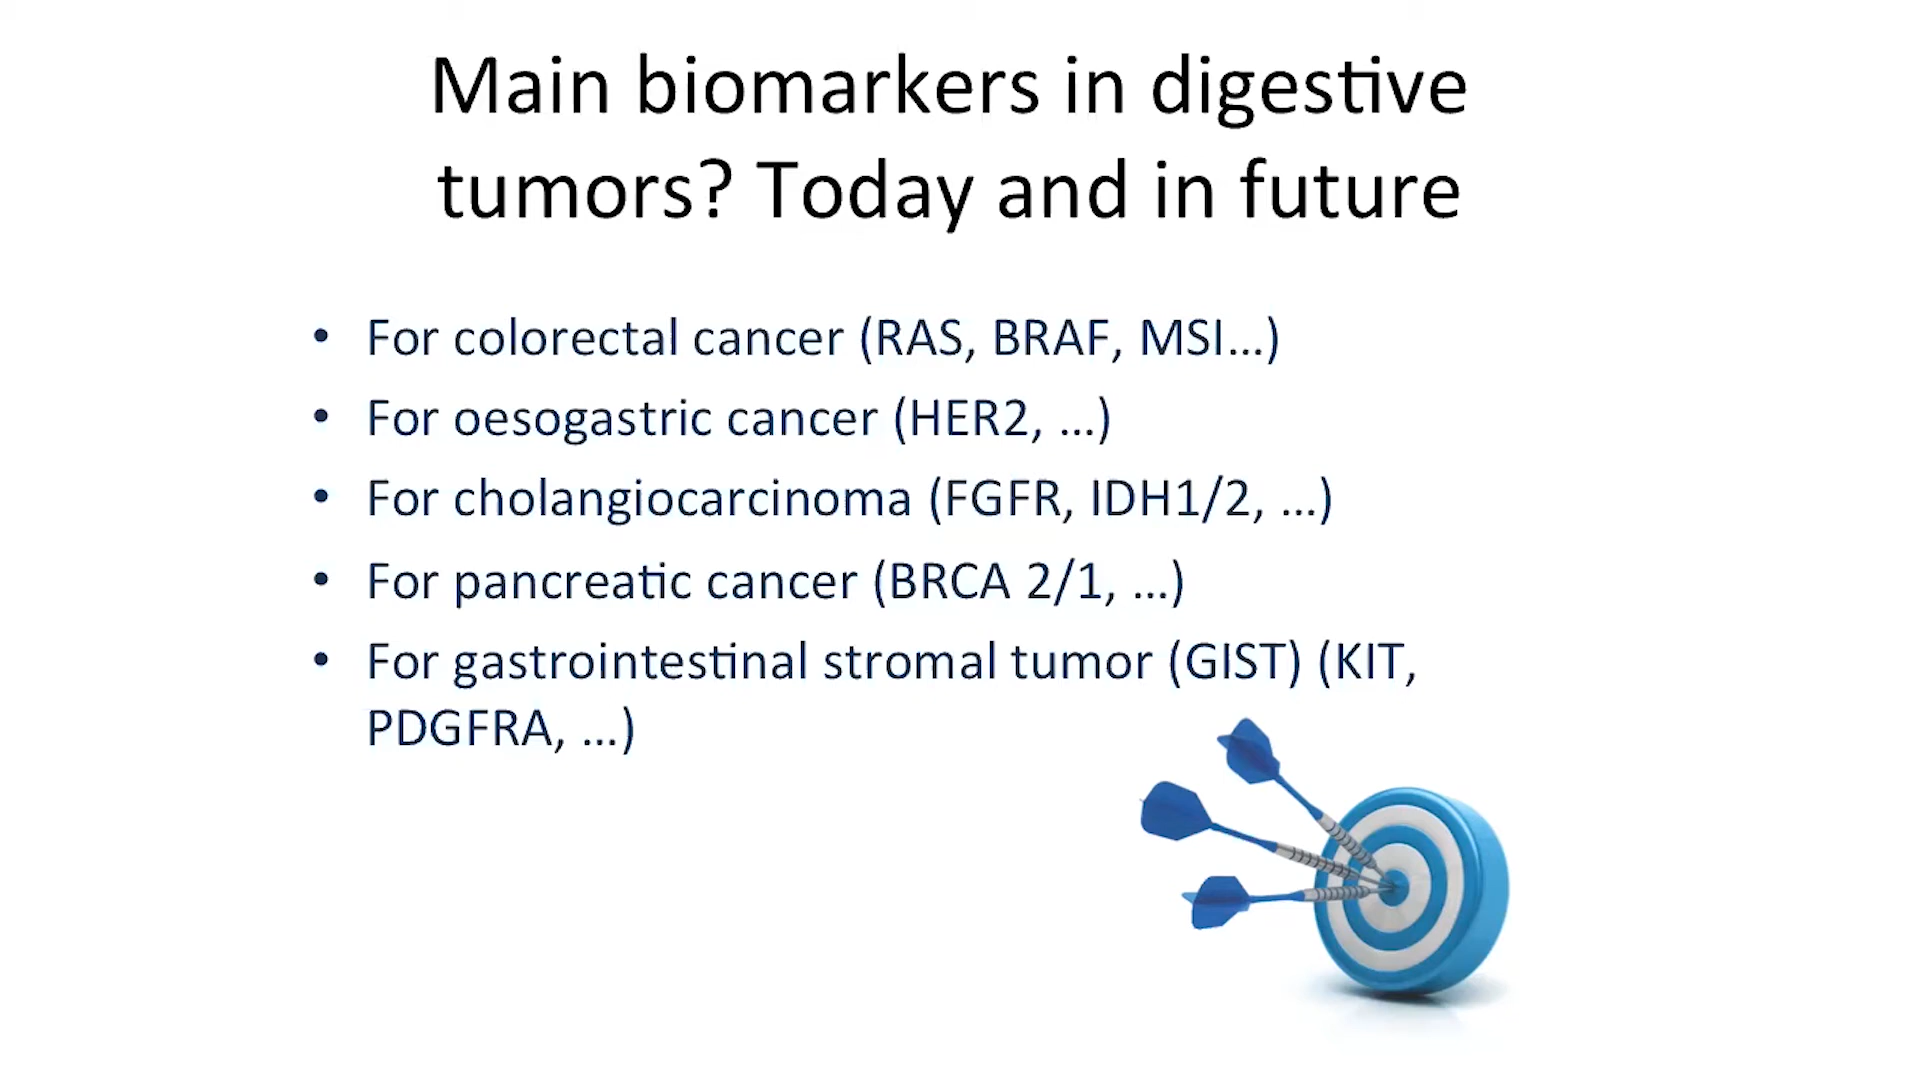 Main biomarkers in digestive
tumors? Today and in future
• For colorectal cancer (RAS, BRAF, MSI…)
• For oesogastric cancer (HER2, …)
• For cholangiocarcinoma (FGFR, IDH1/2, …)
• For pancreatic cancer (BRCA 2/1, …)
• For gastrointestinal stromal tumor (GIST) (KIT,
PDGFRA, …)